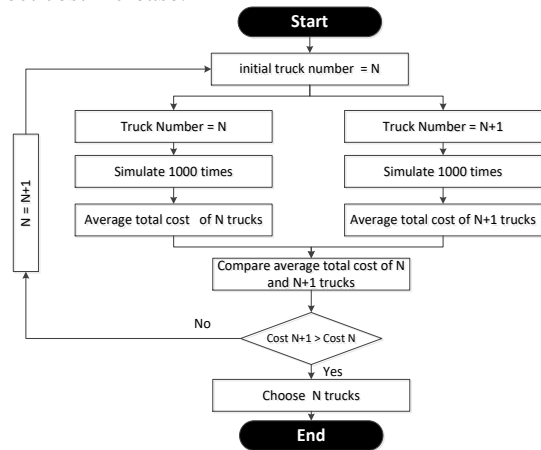 Start
initial truck number = N
Truck Number = N
Truck Number = N+1
Simulate 1000 times
Simulate 1000 times
Average total cost of N trucks
Average total cost of N+1 trucks
N = N+1
Compare average total cost of N
and N+1 trucks
No
Cost N+1 > Cost N
Yes
Choose N trucks
End